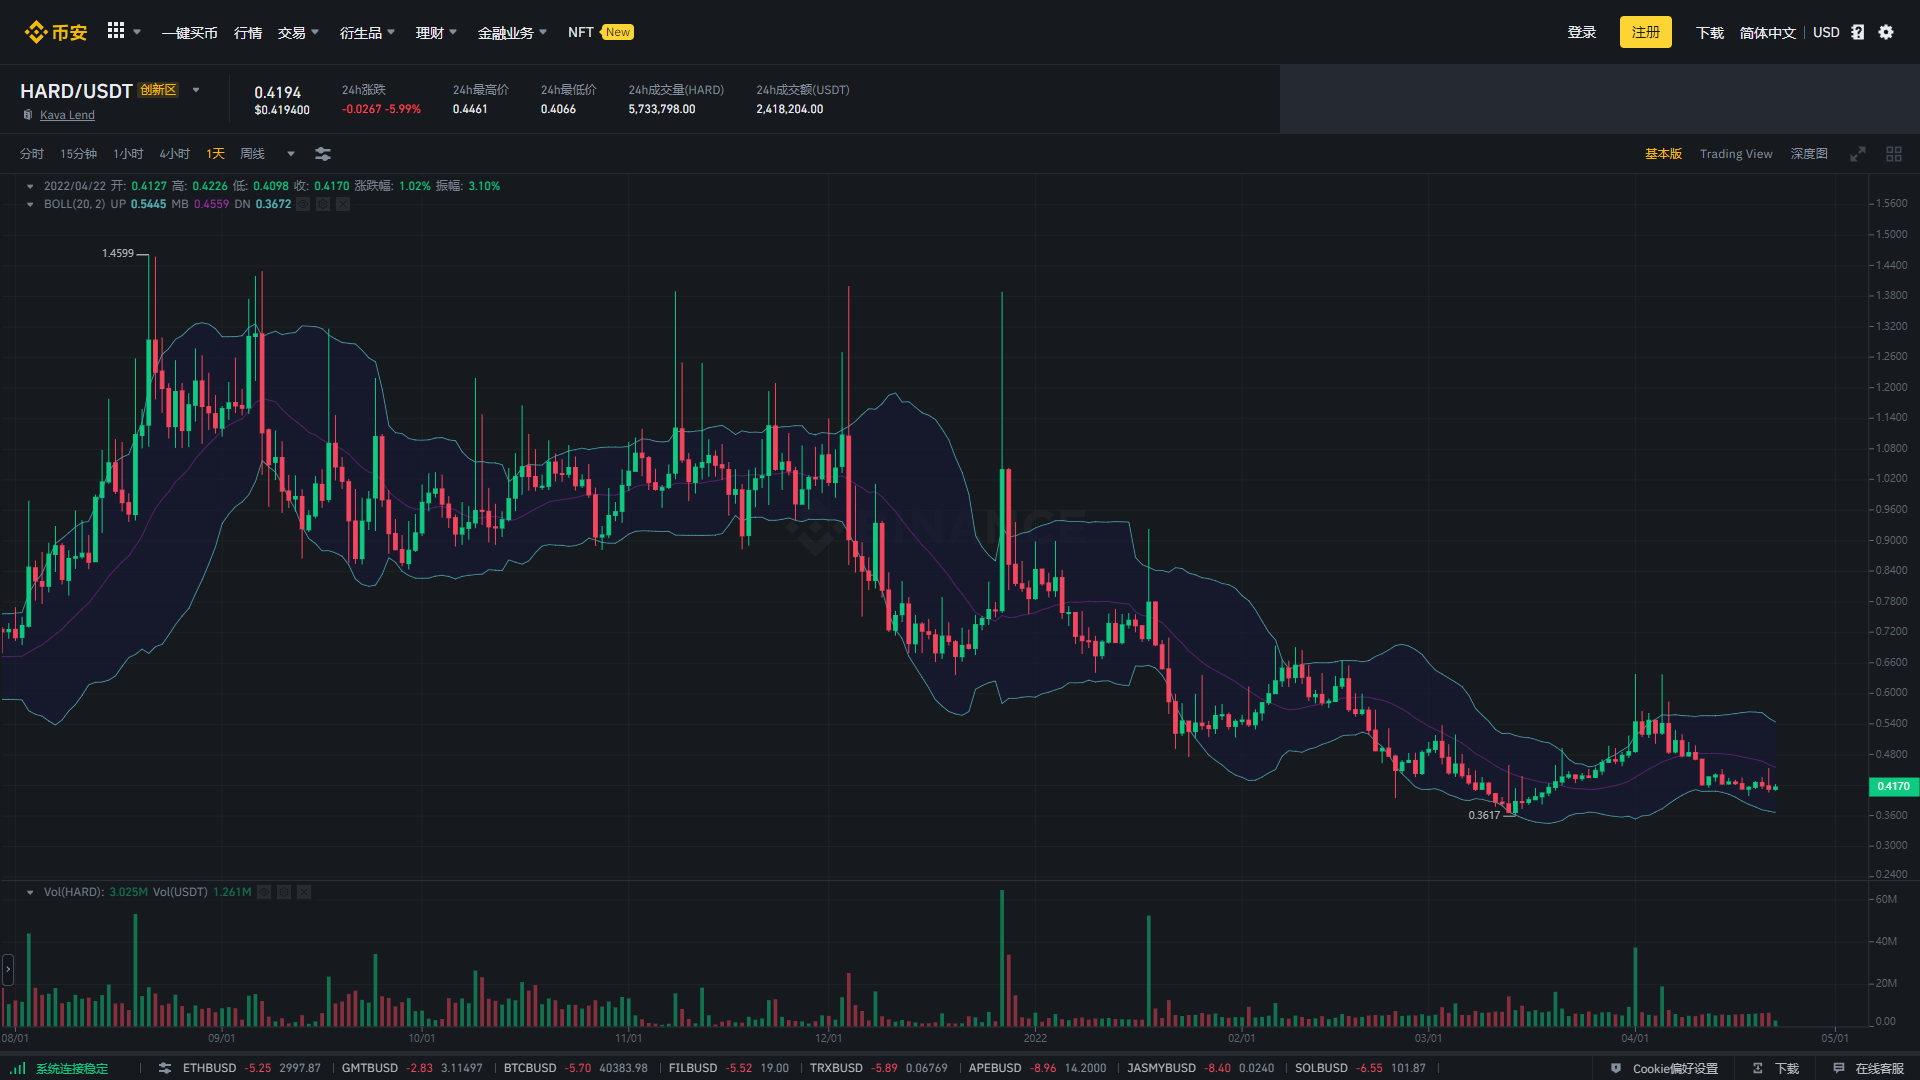 币安 一键买币 行情 交易 衍生品 理财 金融业务 NFT New 登录 注册 下载 简体中文 USD
HARD/USDT 创新区
Kava Lend
0.4194
$0.419400
24h涨跌
-0.0267 -5.99%
24h最高价
0.4461
24h最低价
0.4066
24h成交量(HARD)
5,733,798.00
24h成交额(USDT)
2,418,204.00
分时 15分钟 1小时 4小时 1天 周线 基本版 Trading View 深度图
2022/04/22 开: 0.4127 高: 0.4226 低: 0.4098 收: 0.4170 涨跌幅: 1.02% 振幅: 3.10%
BOLL(20, 2) UP 0.5445 MB 0.4559 DN 0.3672
1.5600
1.5000
1.4599
1.4400
1.3800
1.3200
1.2600
1.2000
1.1400
1.0800
1.0200
0.9600
BINANCE
0.9000
0.8400
0.7800
0.7200
0.6600
0.6000
0.5400
0.4800
0.4170
0.3617
0.3600
0.3000
0.2400
Vol(HARD): 3.025M Vol(USDT) 1.261M
60M
40M
20M
0.00
08/01 09/01 10/01 11/01 12/01 2022 02/01 03/01 04/01 05/01
系统连接稳定 ETHBUSD -5.25 2997.87 GMTBUSD -2.83 3.11497 BTCBUSD -5.70 40383.98 FILBUSD -5.52 19.00 TRXBUSD -5.89 0.06769 APEBUSD -8.96 14.2000 JASMYBUSD -8.40 0.0240 SOLBUSD -6.55 101.87 Cookie偏好设置 下载 在线客服